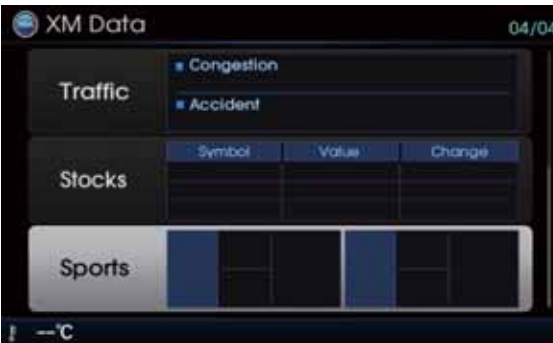 XM Data 04/04
Traffic
Congestion
Accident
Symbol Value Change
Stocks
Sports
--°C